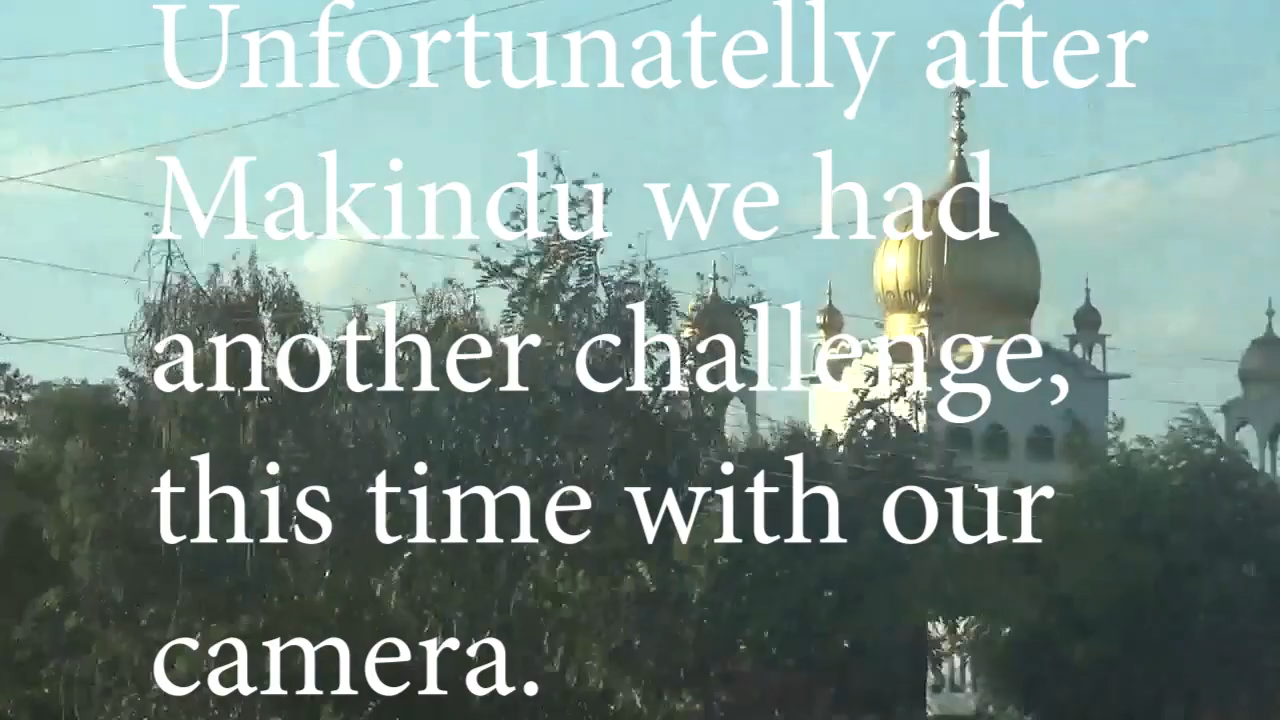 Unfortunatelly after
Makindu we had
another challenge,
this time with our
camera.